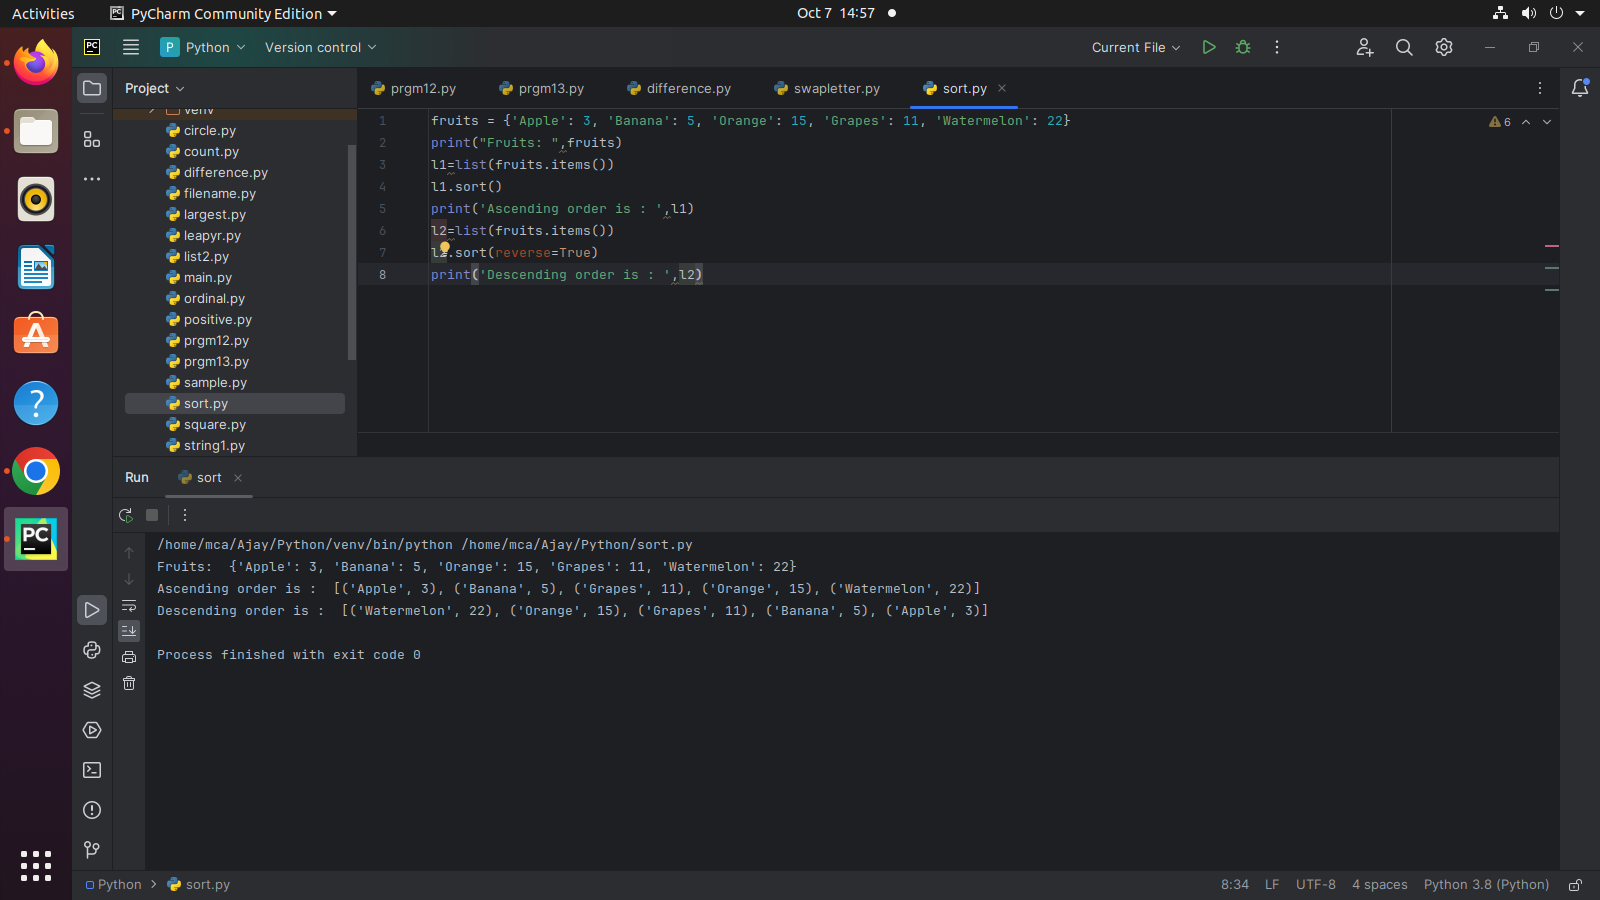 Activities PyCharm Community Edition Oct 7 14:57
PC P Python Version control Current File
Project prgm12.py prgm13.py difference.py swapletter.py sort.py
venv
circle.py
count.py
difference.py
filename.py
largest.py
leapyr.py
list2.py
main.py
ordinal.py
positive.py
prgm12.py
prgm13.py
sample.py
sort.py
square.py
string1.py
1 fruits = {'Apple': 3, 'Banana': 5, 'Orange': 15, 'Grapes': 11, 'Watermelon': 22} 6
2 print("Fruits: ",fruits)
3 l1=list(fruits.items())
4 l1.sort()
5 print('Ascending order is : ',l1)
6 l2=list(fruits.items())
7 l2.sort(reverse=True)
8 print('Descending order is : ',l2)
Run sort
PC
/home/mca/Ajay/Python/venv/bin/python /home/mca/Ajay/Python/sort.py
Fruits:  {'Apple': 3, 'Banana': 5, 'Orange': 15, 'Grapes': 11, 'Watermelon': 22}
Ascending order is :  [('Apple', 3), ('Banana', 5), ('Grapes', 11), ('Orange', 15), ('Watermelon', 22)]
Descending order is :  [('Watermelon', 22), ('Orange', 15), ('Grapes', 11), ('Banana', 5), ('Apple', 3)]
Process finished with exit code 0
Python sort.py 8:34 LF UTF-8 4 spaces Python 3.8 (Python)